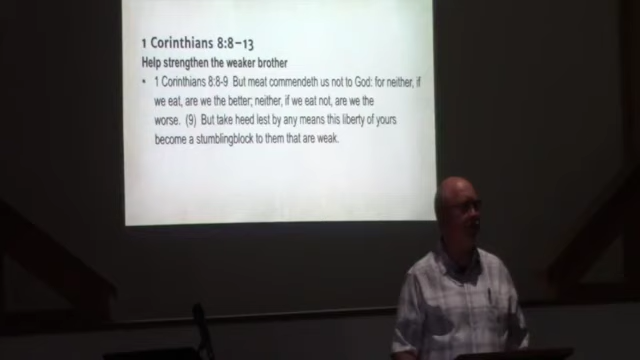 1 Corinthians 8:8–13
Help strengthen the weaker brother
• 1 Corinthians 8:8-9 But meat commendeth us not to God: for neither, if
we eat, are we the better; neither, if we eat not, are we the
worse. (9) But take heed lest by any means this liberty of yours
become a stumblingblock to them that are weak.